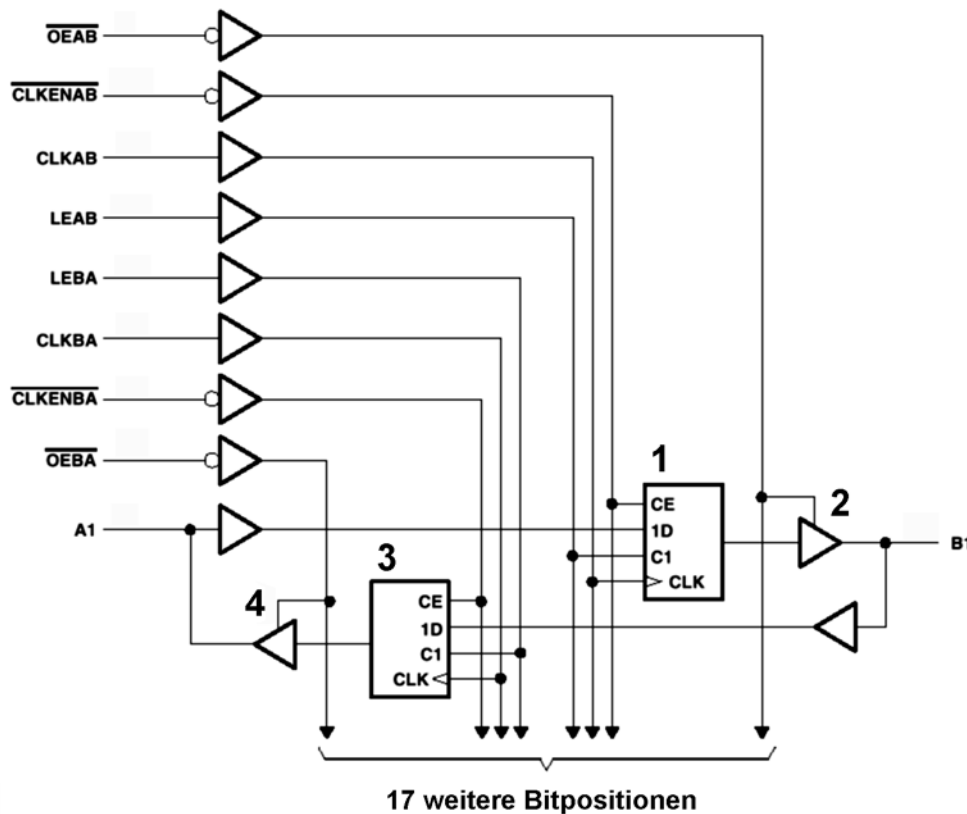 OEAB
CLKENAB
CLKAB
LEAB
LEBA
CLKBA
CLKENBA
OEBA
1
CE
2
A1
1D
B1
3
C1
CLK
4
CE
1D
C1
CLK
17 weitere Bitpositionen